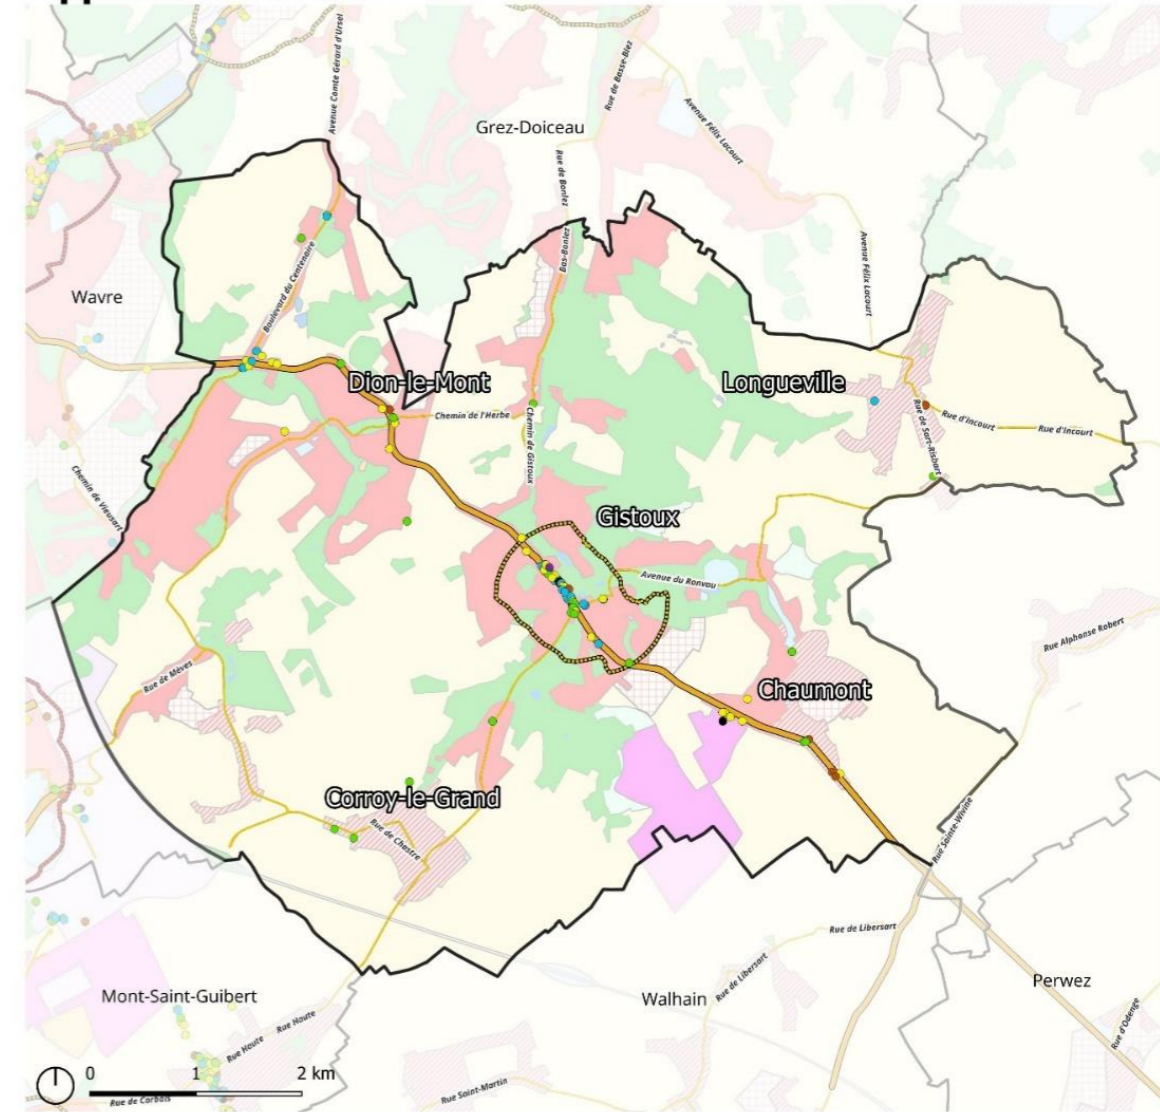 Avenue Comte Gérard d'Ursel
Rue de Basse-Biez
Grez-Doiceau
Avenue Félix Lacourt
Rue de Bonlez
Bas-Bonlez
Avenue Félix Lacourt
Boulevard du Centenaire
Wavre
Dion-le-Mont
Longueville
Chemin de l'Herbe
Chemin de Gistoux
Rue d'Incourt
Rue d'Incourt
Rue de Sart-Risbart
Chemin de Vieusart
Gistoux
Avenue du Ronvau
Rue Alphonse Robert
Rue de Mèves
Chaumont
Corroy-le-Grand
Rue de Chastre
Rue Sainte-Wivine
Rue de Libersart
Rue de Libersart
Perwez
Mont-Saint-Guibert
Walhain
Rue Haute
Rue Haute
Rue d'Odenge
0 1 2 km
Rue Saint-Martin
Rue de Corbais